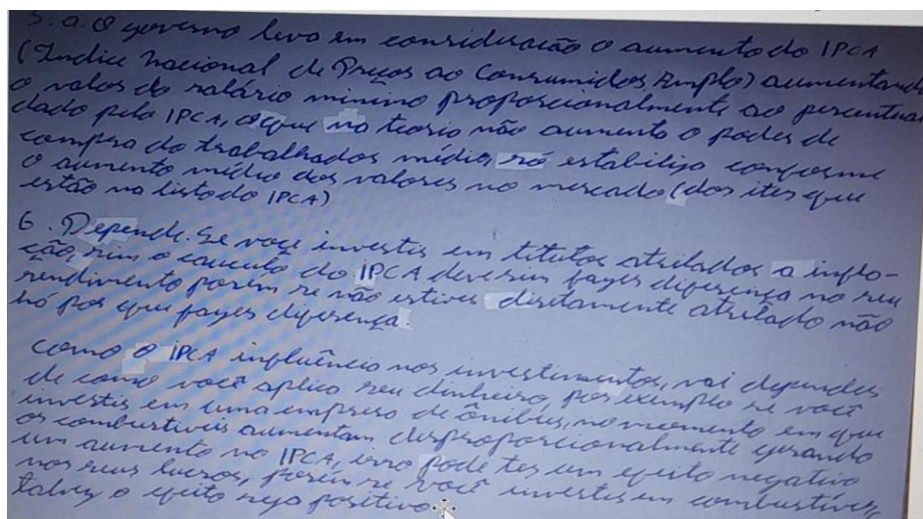 5. a. O governo leva em consideração o aumento do IPCA
(Índice Nacional de Preços ao Consumidor Amplo) aumentando
o valor do salário mínimo proporcionalmente ao percentual
dado pelo IPCA, o que na teoria não aumenta o poder de
compra do trabalhador médio, só estabiliza conforme
o aumento médio dos valores no mercado (dos ites que
estão na lista do IPCA)
6. Depende. Se você investir em títulos atrelados a infla-
ção, sim o calculo do IPCA deve sim fazer diferença no seu
rendimento porém se não estiver diretamente atrelado não
há por que fazer diferença.
como o IPCA influência nos investimentos, vai depender
de como você aplica seu dinheiro, por exemplo se você
investir em uma empresa de ônibus, no momento em que
os combustíveis aumentam desproporcionalmente gerando
um aumento no IPCA, isso pode ter um efeito negativo
nos seus lucros, porém se você investir em combustíveis,
talvez o efeito seja positivo.